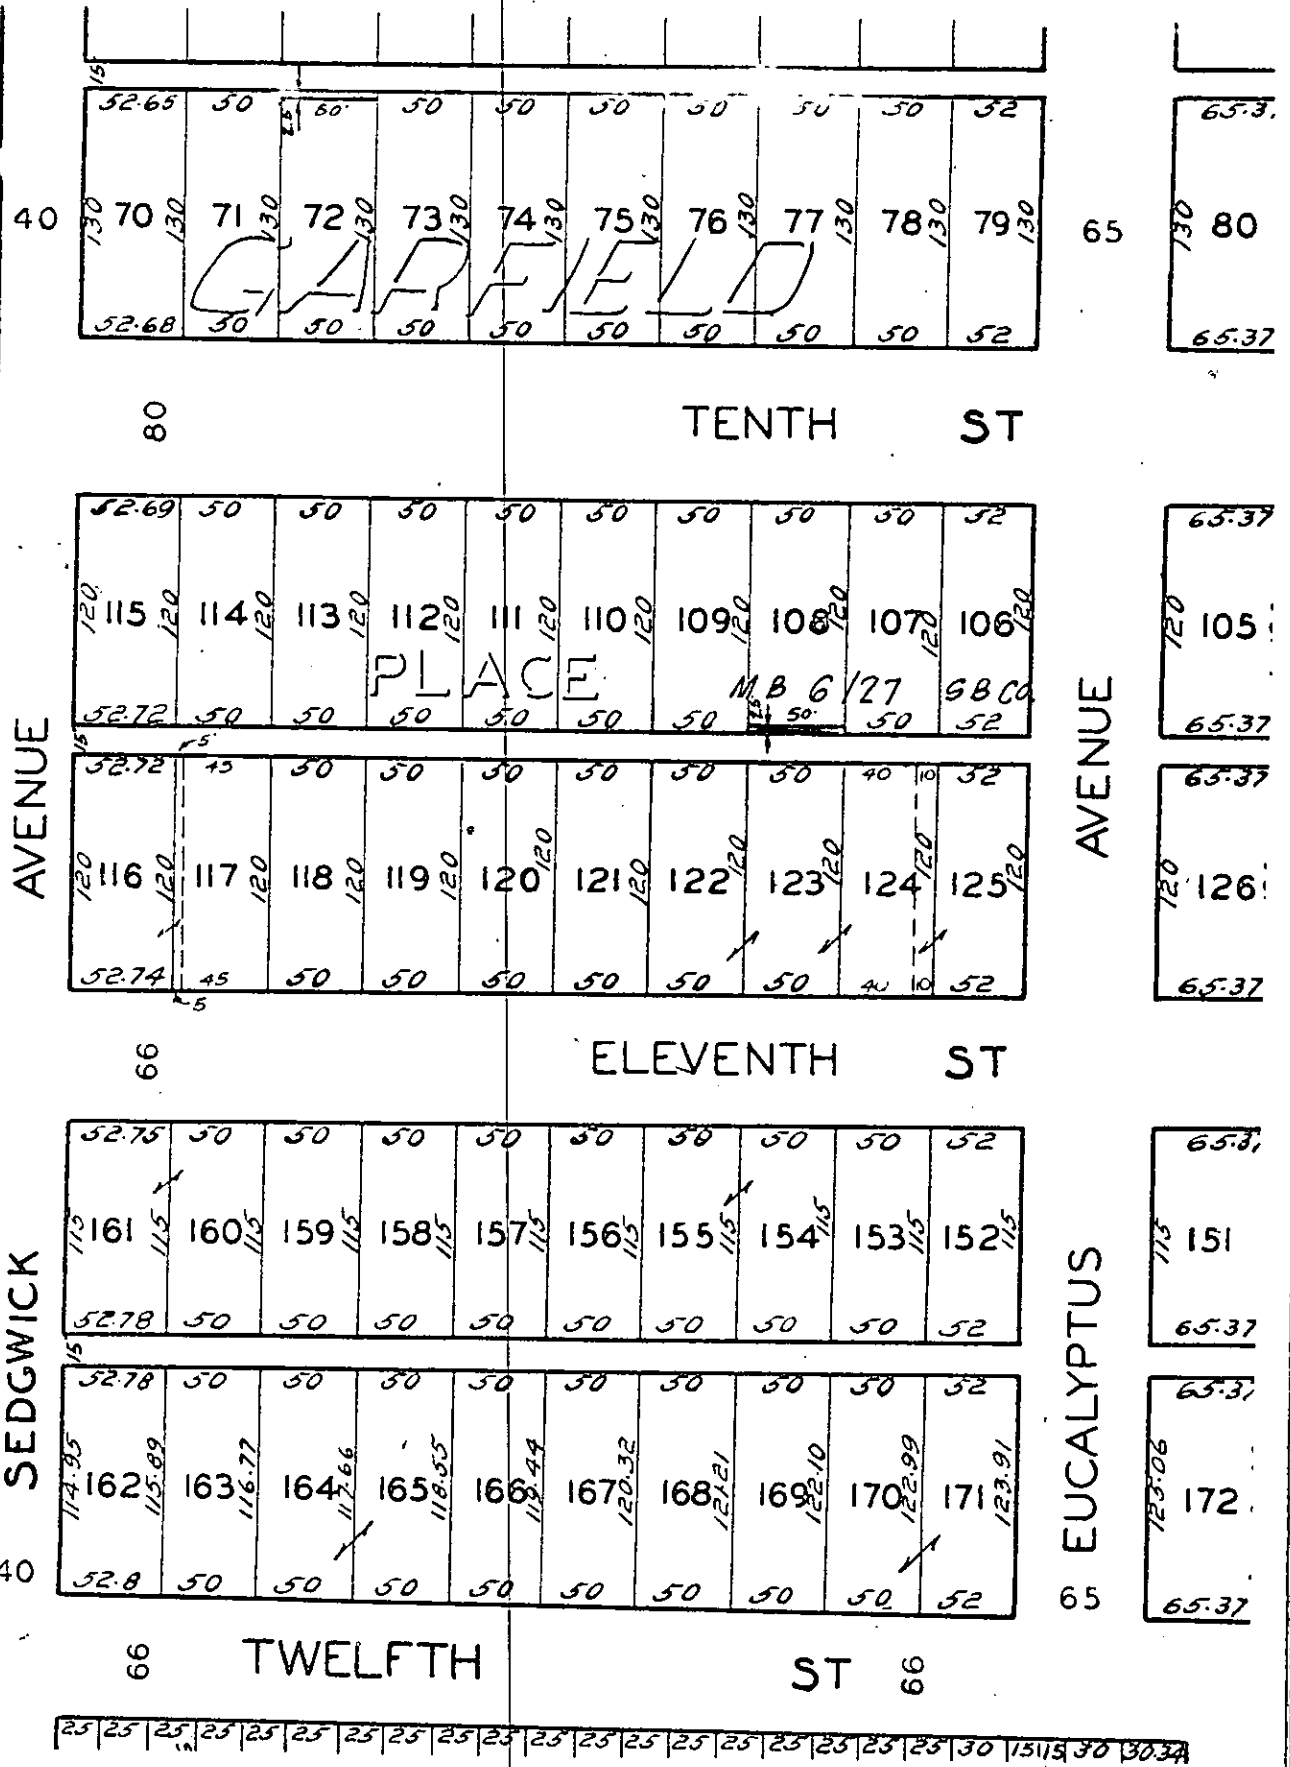 15
52.65 50 50 50 50 50 50 50 50 52 65.3
2.5
40 130 70 130 71 130 72 130 73 130 74 130 75 130 76 130 77 130 78 130 79 130 65 130 80
GARFIELD
52.68 50 50 50 50 50 50 50 50 52 65.37
80 TENTH ST
52.69 50 50 50 50 50 50 50 50 52 65.37
120 115 120 114 120 113 120 112 120 111 120 110 120 109 120 108 120 107 120 106 120 120 105
PLACE MB 6/27 SB CO
2.5
52.72 50 50 50 50 50 50 50 50 52 65.37
AVENUE
AVENUE
15 5
52.72 45 50 50 50 50 50 50 40 10 52 65.37
120 116 120 117 120 118 120 119 120 120 120 121 120 122 120 123 120 124 120 125 120 120 126
52.74 45 50 50 50 50 50 50 40 10 52 65.37
5
66 ELEVENTH ST
52.75 50 50 50 50 50 50 50 50 52 65.3
115 161 115 160 115 159 115 158 115 157 115 156 115 155 115 154 115 153 115 152 115 115 151
52.78 50 50 50 50 50 50 50 50 52 65.37
SEDGWICK
EUCALYPTUS
15
52.78 50 50 50 50 50 50 50 50 52 65.37
114.95 162 115.89 163 116.77 164 117.66 165 118.55 166 119.44 167 120.32 168 121.21 169 122.10 170 122.99 171 123.91 123.06 172
40 52.8 50 50 50 50 50 50 50 50 52 65 65.37
66 TWELFTH ST 66
25 25 25 25 25 25 25 25 25 25 25 25 25 25 25 25 25 25 30 15 15 30 30.34